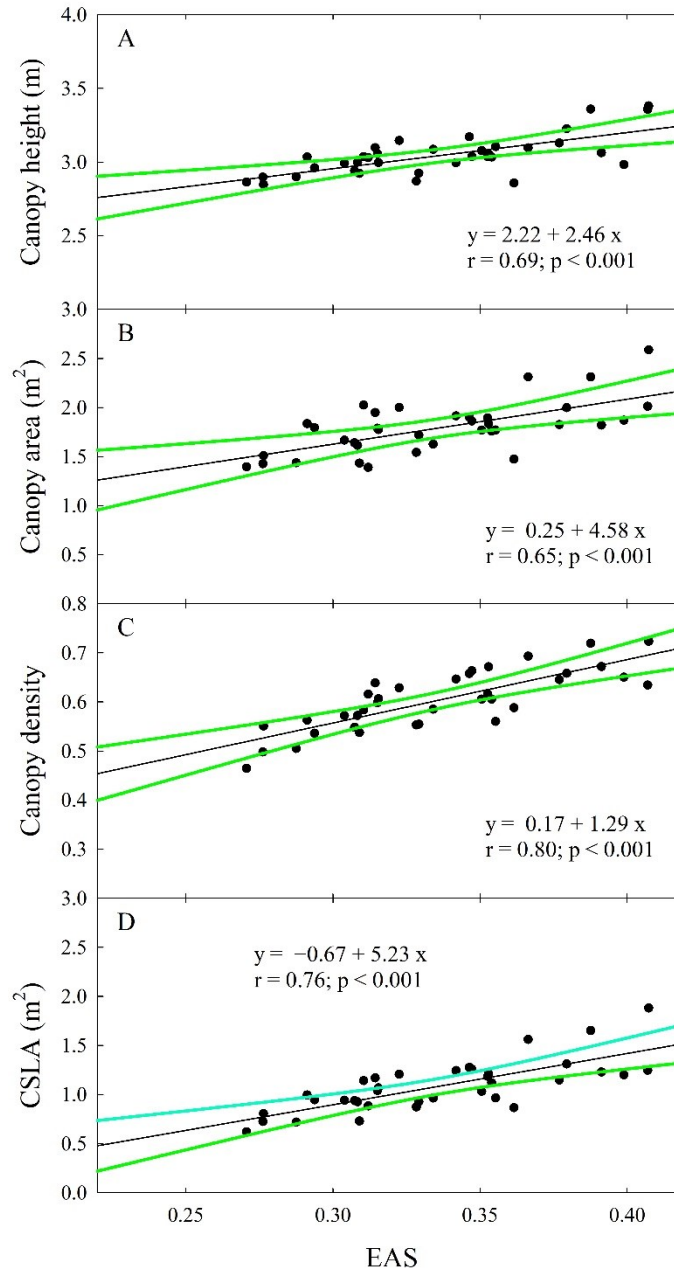 4.0
A
3.5
3.0
2.5
Canopy height (m)
y = 2.22 + 2.46 x
r = 0.69; p < 0.001
3.0
B
2.5
2.0
1.5
1.0
0.5
Canopy area (m²)
y = 0.25 + 4.58 x
r = 0.65; p < 0.001
0.8
C
0.7
0.6
0.5
0.4
0.3
Canopy density
y = 0.17 + 1.29 x
r = 0.80; p < 0.001
3.0
D
2.5
2.0
1.5
1.0
0.5
0.0
CSLA (m²)
y = −0.67 + 5.23 x
r = 0.76; p < 0.001
0.25 0.30 0.35 0.40
EAS